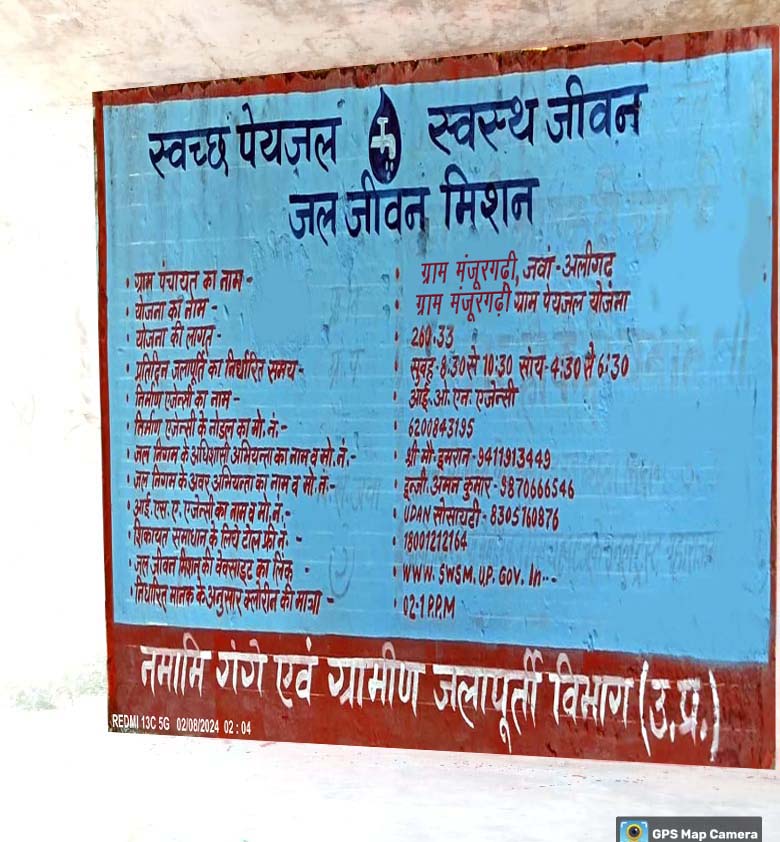 स्वच्छ पेयजल स्वस्थ जीवन
जल जीवन मिशन
• ग्राम पंचायत का नाम - • ग्राम मंजूरगढी, जवां-अलीगढ़
• योजना का नाम - • ग्राम मंजूरगढ़ी ग्राम पेयजल योजना
• योजना की लागत - • 260.33
• प्रतिदिन जलापूर्ति का निर्धारित समय - • सुबह-8:30 से 10:30 सांय-4:30 से 6:30
• निर्माण एजेन्सी का नाम - • आई.ओ.एन. एजेन्सी
• निर्माण एजेन्सी के नोडल का मो. नं. - • 6200843195
• जल निगम के अधिशासी अभियन्ता का नाम व मो. नं. - • श्री मौ-इमरान-9411913449
• जल निगम के अवर अभियन्ता का नाम व मो. नं. - • इन्जी. अमन कुमार-9870666546
• आई.एस.ए. एजेन्सी का नाम व मो. नं. - • UDAN सोसायटी-8305160876
• शिकायत समाधान के लिये टोल फ्री नं. - • 18001212164
• जल जीवन मिशन की वेबसाइट का लिंक - • WWW.SWSM.UP.GOV.In--
• निर्धारित मानक के अनुसार क्लोरीन की मात्रा - • 02.1 P.P.M
नमामि गंगे एवं ग्रामीण जलापूर्ती विभाग (उ.प्र.)
REDMI 13C 5G 02/08/2024 02:04
GPS Map Camera